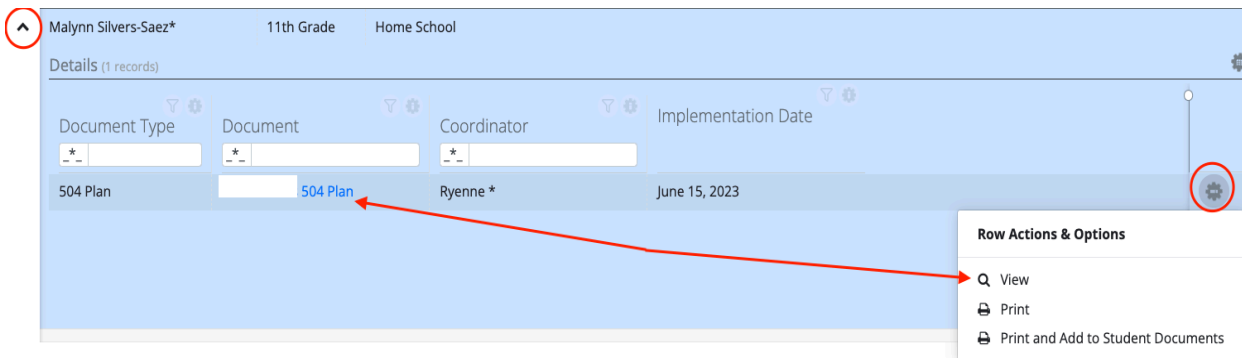 Malynn Silvers-Saez* 11th Grade Home School
Details (1 records)
Document Type Document Coordinator Implementation Date
_*_ _*_ _*_
504 Plan 504 Plan Ryenne * June 15, 2023
Row Actions & Options
View
Print
Print and Add to Student Documents